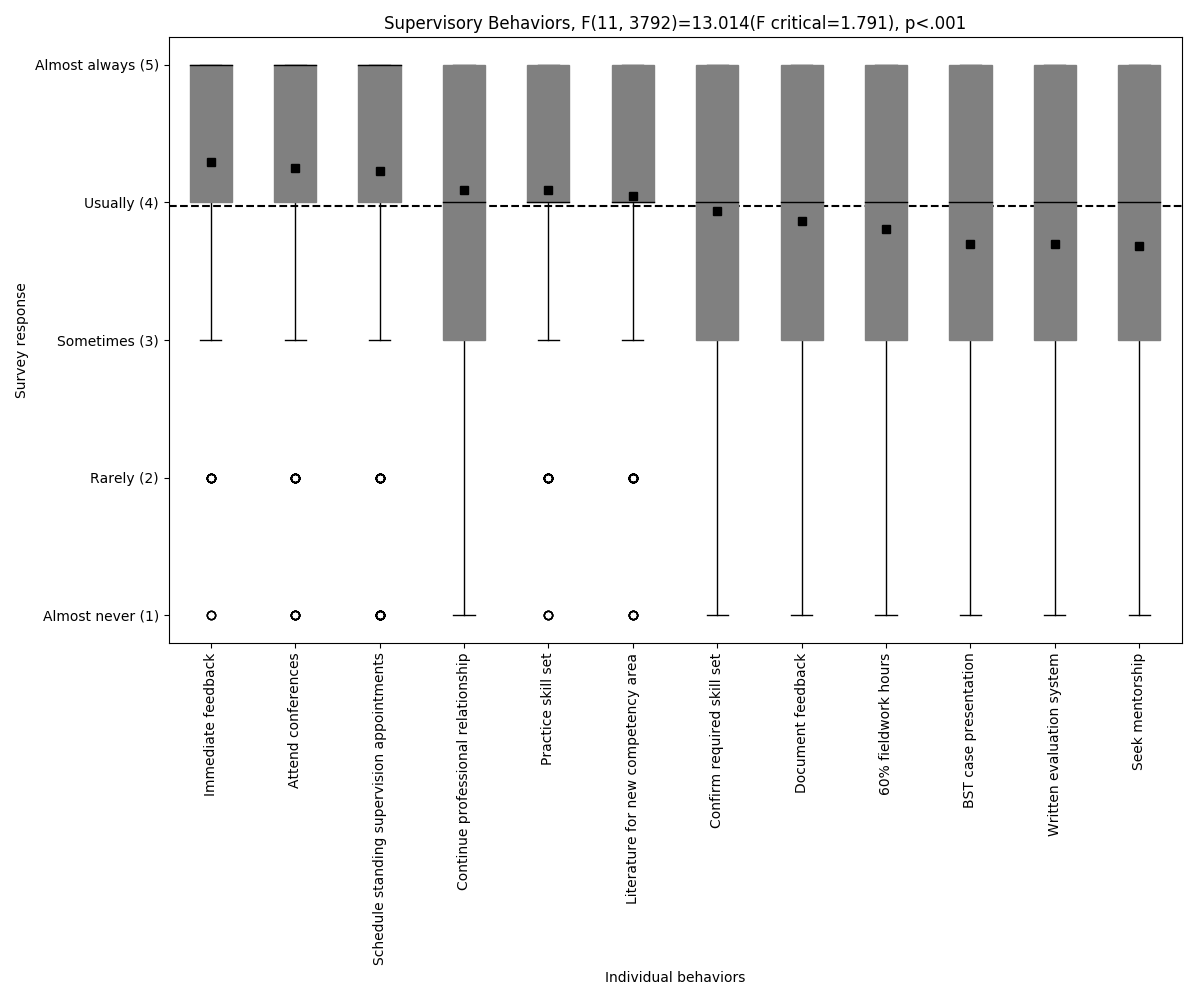 Supervisory Behaviors, F(11, 3792)=13.014(F critical=1.791), p<.001
Survey response
Almost always (5)
Usually (4)
Sometimes (3)
Rarely (2)
Almost never (1)
Immediate feedback
Attend conferences
Schedule standing supervision appointments
Continue professional relationship
Practice skill set
Literature for new competency area
Confirm required skill set
Document feedback
60% fieldwork hours
BST case presentation
Written evaluation system
Seek mentorship
Individual behaviors